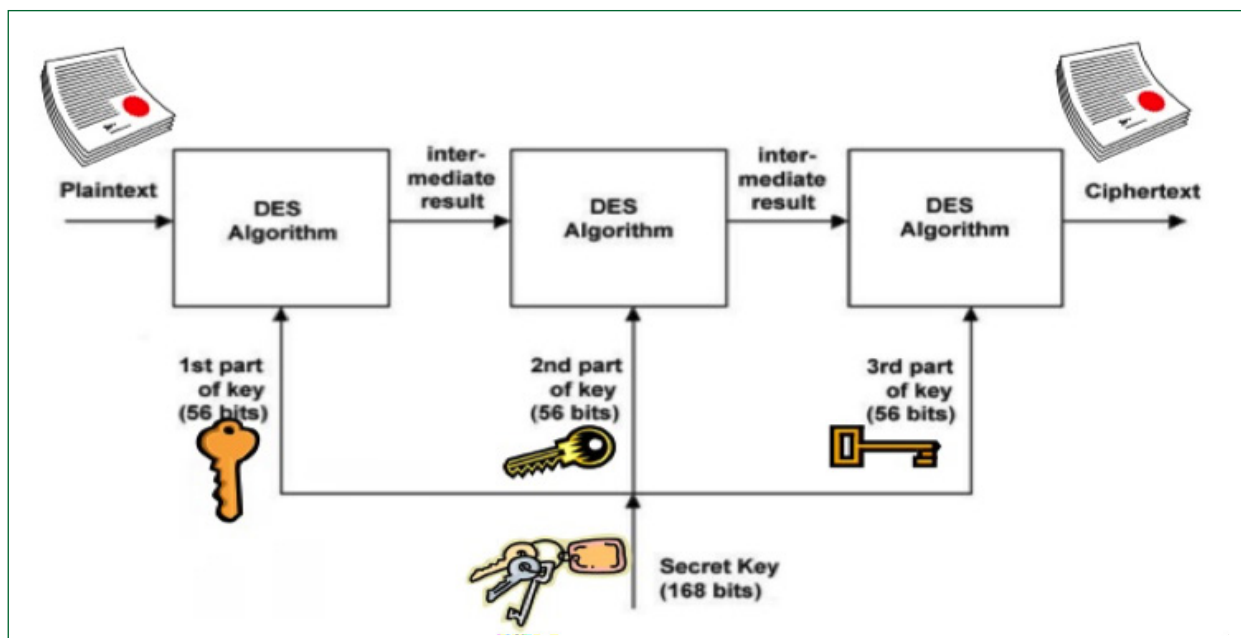 Plaintext
DES
Algorithm
inter-
mediate
result
DES
Algorithm
inter-
mediate
result
DES
Algorithm
Ciphertext
1st part
of key
(56 bits)
2nd part
of key
(56 bits)
3rd part
of key
(56 bits)
Secret Key
(168 bits)